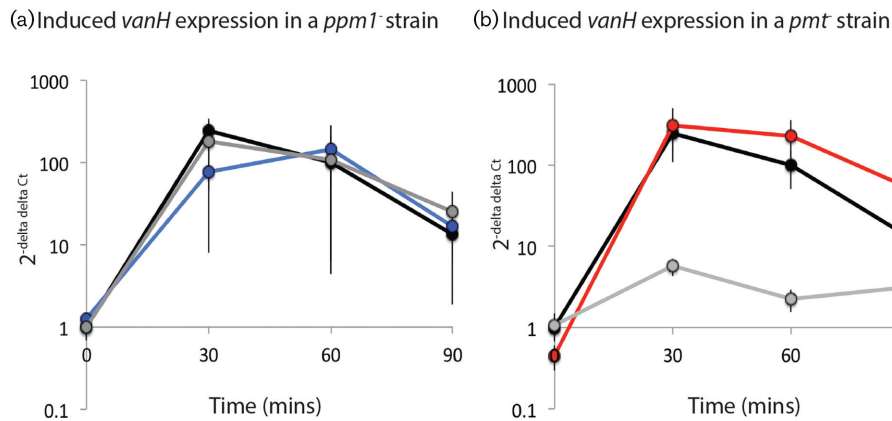 (a) Induced vanH expression in a ppm1⁻ strain
1000
100
10
1
0.1
2^-delta delta Ct
0 30 60 90
Time (mins)
(b) Induced vanH expression in a pmt⁻ strain
1000
100
10
1
0.1
2^-delta delta Ct
30 60
Time (mins)